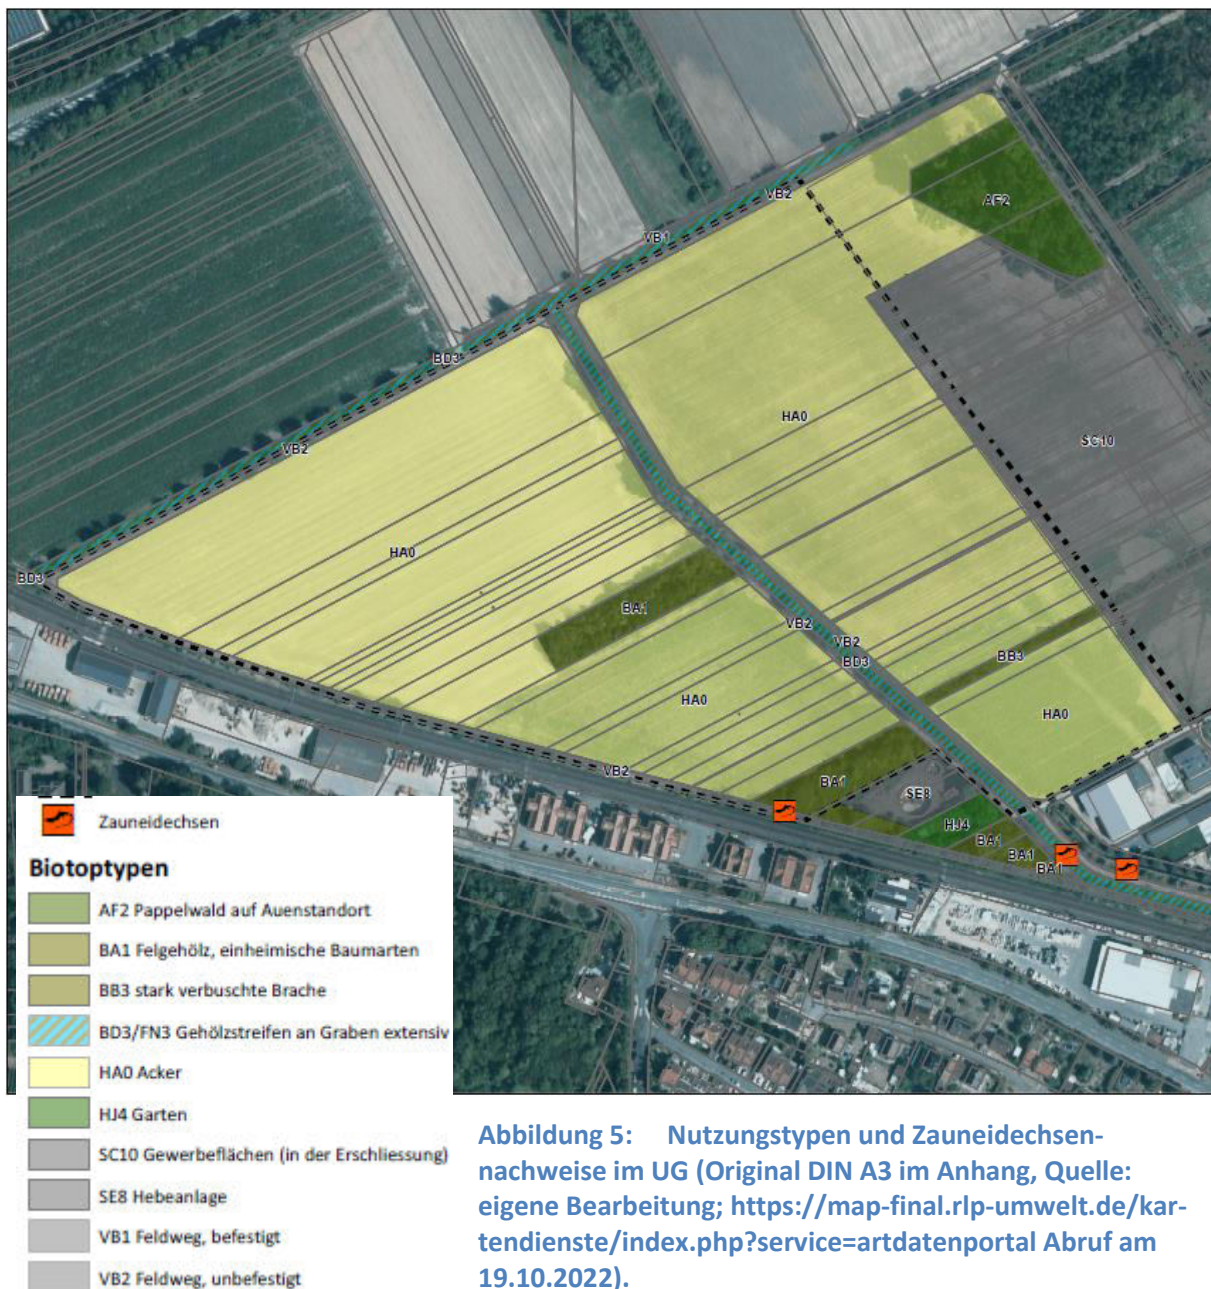 AF2
VB2
VB1
BD3
HA0
SC10
VB2
HA0
BD3
BA1
VB2
VB2
BD3
BB3
HA0
HA0
VB2
BA1
SE8
HJ4
BA1
BA1
BA1
Zauneidechsen
Biotoptypen
AF2 Pappelwald auf Auenstandort
BA1 Felgehölz, einheimische Baumarten
BB3 stark verbuschte Brache
BD3/FN3 Gehölzstreifen an Graben extensiv
HA0 Acker
HJ4 Garten
SC10 Gewerbeflächen (in der Erschliessung)
SE8 Hebeanlage
VB1 Feldweg, befestigt
VB2 Feldweg, unbefestigt
Abbildung 5: Nutzungstypen und Zauneidechsen-
nachweise im UG (Original DIN A3 im Anhang, Quelle:
eigene Bearbeitung; https://map-final.rlp-umwelt.de/kar-
tendienste/index.php?service=artdatenportal Abruf am
19.10.2022).